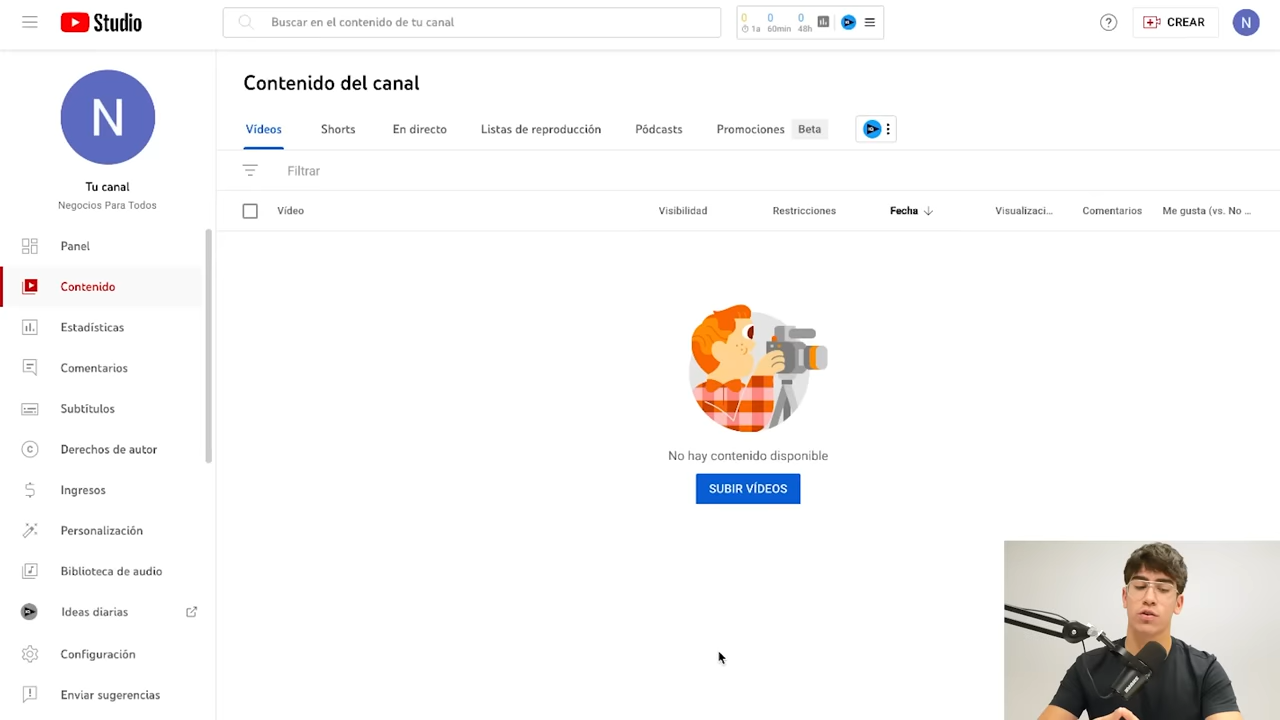 Studio
Buscar en el contenido de tu canal
0 0 0
1a 60min 48h
CREAR
N
N
Tu canal
Negocios Para Todos
Panel
Contenido
Estadísticas
Comentarios
Subtítulos
Derechos de autor
Ingresos
Personalización
Biblioteca de audio
Ideas diarias
Configuración
Enviar sugerencias
Contenido del canal
Vídeos Shorts En directo Listas de reproducción Pódcasts Promociones Beta
Filtrar
Vídeo Visibilidad Restricciones Fecha Visualizaci... Comentarios Me gusta (vs. No ...
No hay contenido disponible
SUBIR VÍDEOS